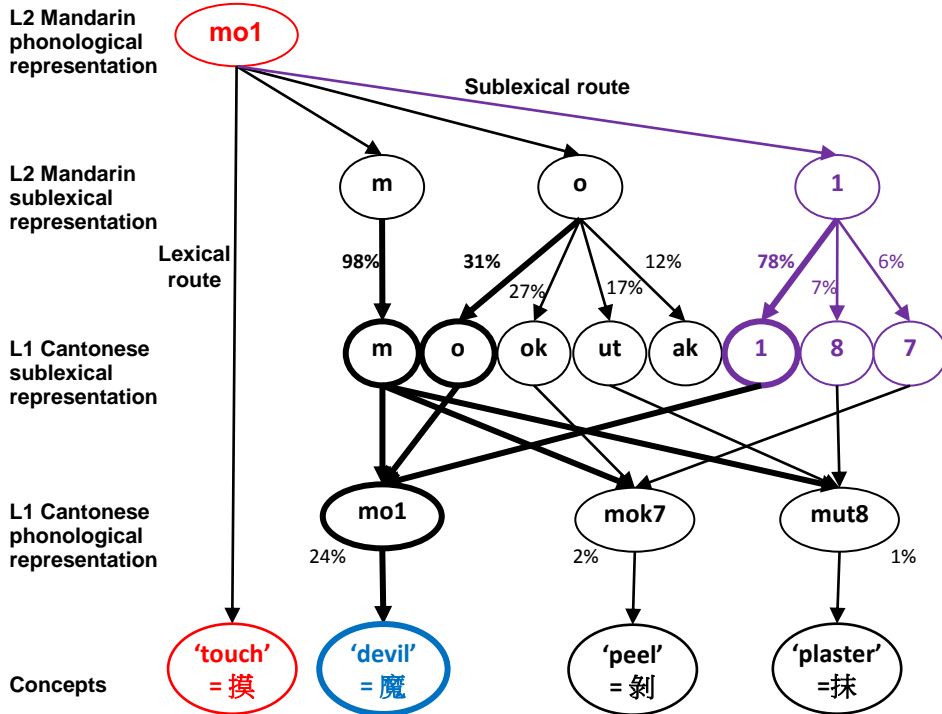 L2 Mandarin
phonological
representation
mo1
Sublexical route
L2 Mandarin
sublexical
representation
m
o
1
Lexical
route
98%
31%
27%
17%
12%
78%
7%
6%
L1 Cantonese
sublexical
representation
m
o
ok
ut
ak
1
8
7
L1 Cantonese
phonological
representation
mo1
mok7
mut8
24%
2%
1%
Concepts
‘touch’
= 摸
‘devil’
= 魔
‘peel’
= 剝
‘plaster’
=抹